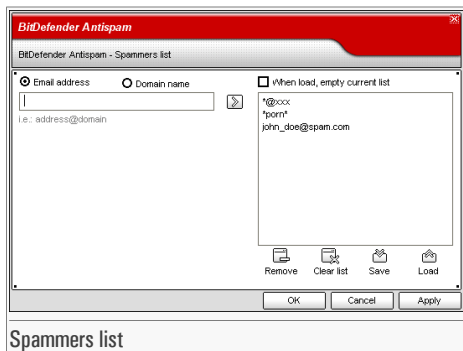 BitDefender Antispam
BitDefender Antispam - Spammers list
Email address
Domain name
i.e.: address@domain
When load, empty current list
*@xxx
*porn*
john_doe@spam.com
Remove
Clear list
Save
Load
OK
Cancel
Apply
Spammers list